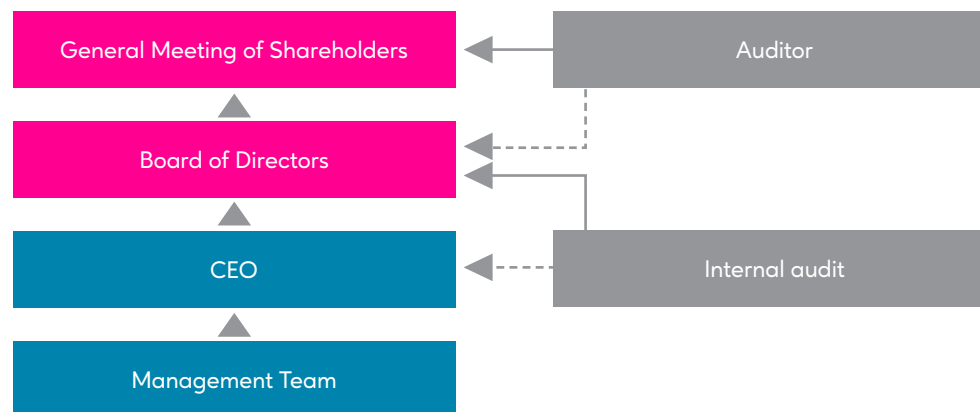 General Meeting of Shareholders
Auditor
Board of Directors
CEO
Internal audit
Management Team